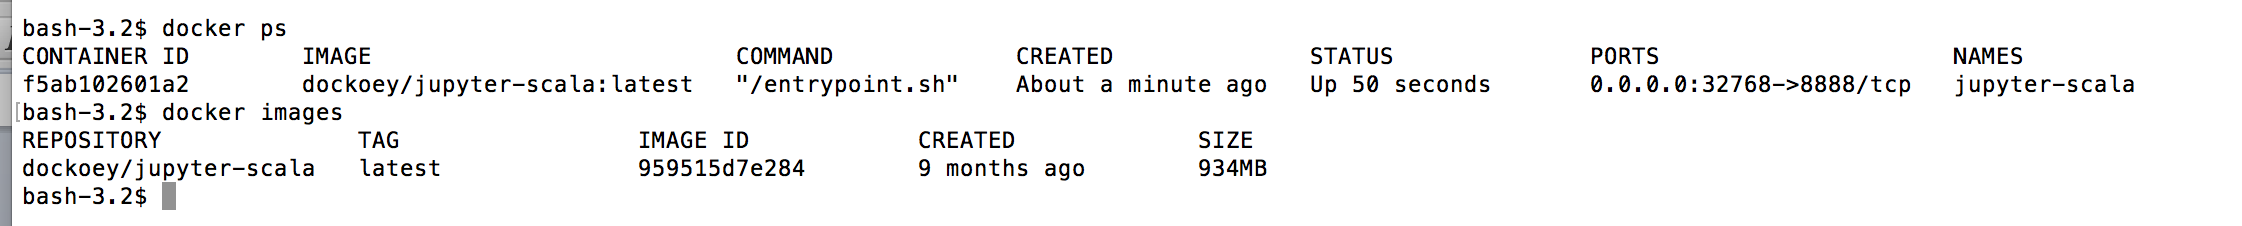 bash-3.2$ docker ps
CONTAINER ID        IMAGE                          COMMAND             CREATED              STATUS              PORTS                     NAMES
f5ab102601a2        dockoey/jupyter-scala:latest   "/entrypoint.sh"    About a minute ago   Up 50 seconds       0.0.0.0:32768->8888/tcp   jupyter-scala
bash-3.2$ docker images
REPOSITORY              TAG                 IMAGE ID            CREATED             SIZE
dockoey/jupyter-scala   latest              959515d7e284        9 months ago        934MB
bash-3.2$